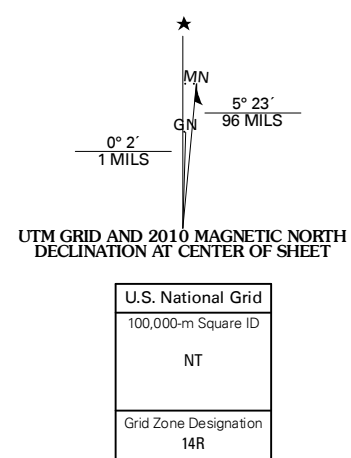 ★
MN
5° 23´
96 MILS
GN
0° 2´
1 MILS
UTM GRID AND 2010 MAGNETIC NORTH
DECLINATION AT CENTER OF SHEET
U.S. National Grid
100,000-m Square ID
NT
Grid Zone Designation
14R